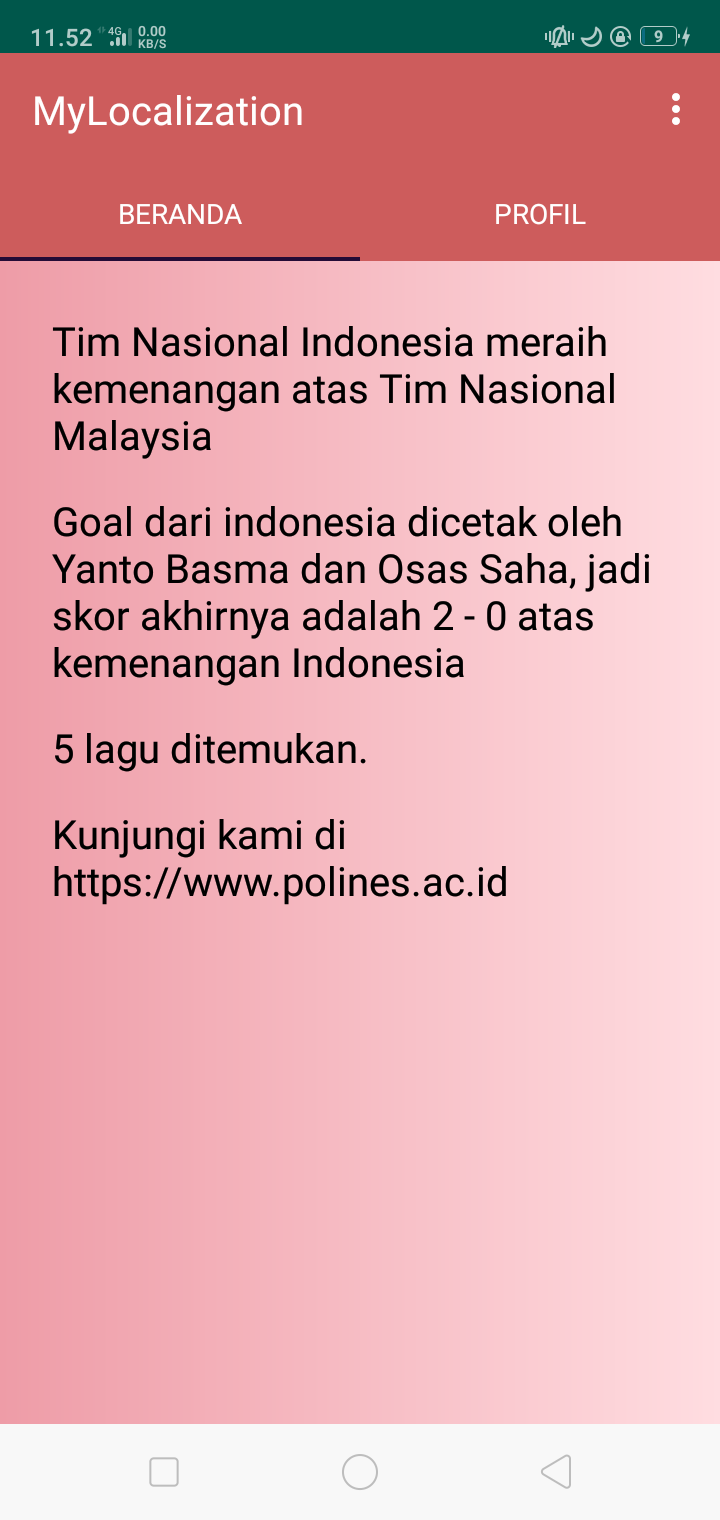 11.52 4G 0.00 KB/S 9
MyLocalization
BERANDA PROFIL
Tim Nasional Indonesia meraih
kemenangan atas Tim Nasional
Malaysia
Goal dari indonesia dicetak oleh
Yanto Basma dan Osas Saha, jadi
skor akhirnya adalah 2 - 0 atas
kemenangan Indonesia
5 lagu ditemukan.
Kunjungi kami di
https://www.polines.ac.id